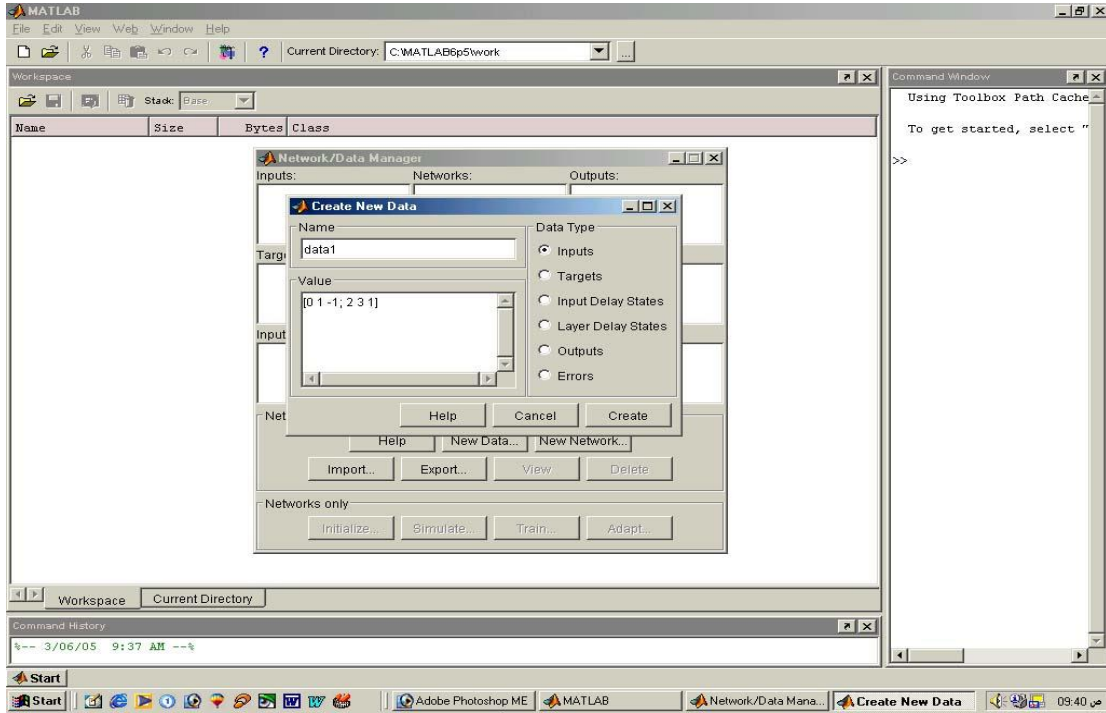 MATLAB
File Edit View Web Window Help
Current Directory: C:\MATLAB6p5\work
...
Workspace
Stack: Base
Name Size Bytes Class
Command Window
Using Toolbox Path Cache
To get started, select "
>>
Network/Data Manager
Inputs: Networks: Outputs:
Targ
Input
Create New Data
Name
data1
Value
[0 1 -1; 2 3 1]
Data Type
Inputs
Targets
Input Delay States
Layer Delay States
Outputs
Errors
Help Cancel Create
Net
Help New Data... New Network...
Import... Export... View Delete
Networks only
Initialize... Simulate... Train... Adapt...
Workspace Current Directory
Command History
%-- 3/06/05 9:37 AM --%
Start
Start Adobe Photoshop ME MATLAB Network/Data Mana... Create New Data 09:40 ص